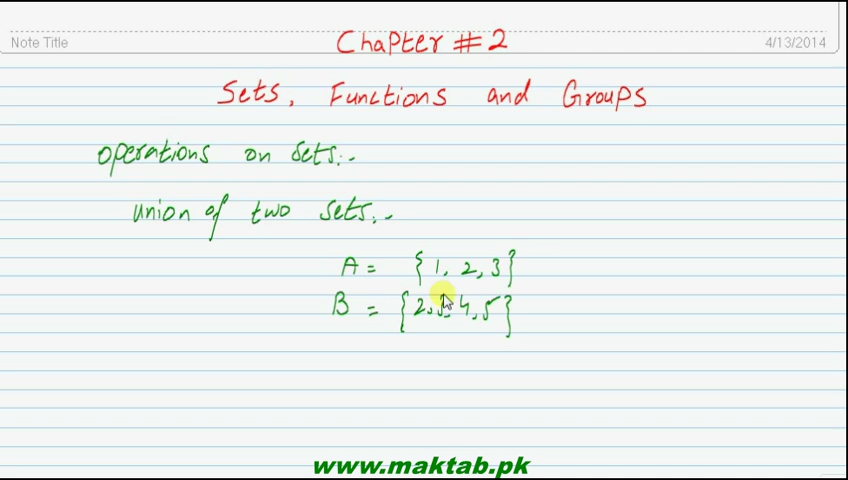 Note Title
4/13/2014
Chapter # 2
Sets, Functions and Groups
operations on sets:-
union of two sets:-
A = {1, 2, 3}
B = {2, 3, 4, 5}
www.maktab.pk